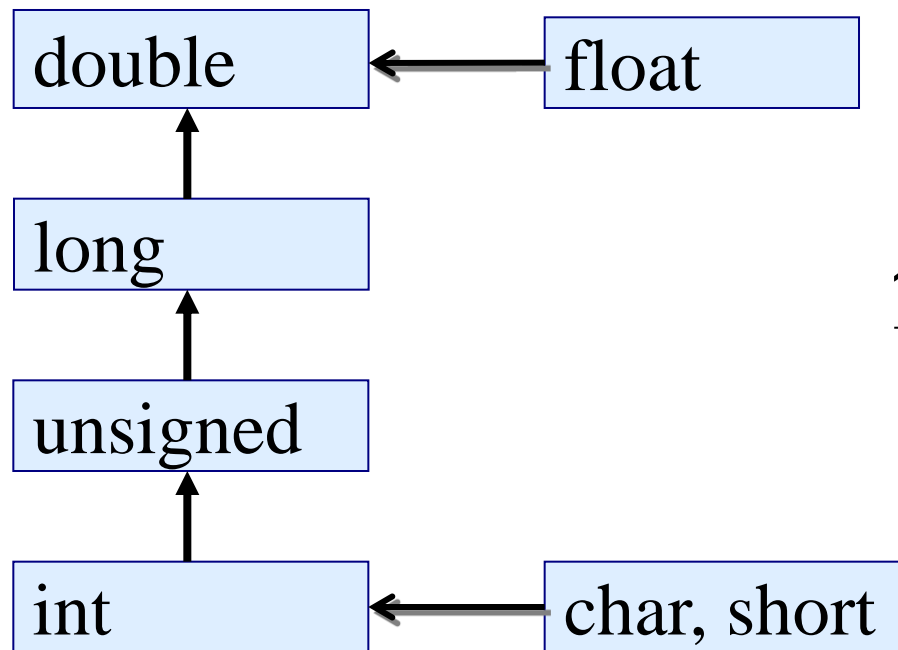 double
float
long
unsigned
int
char, short